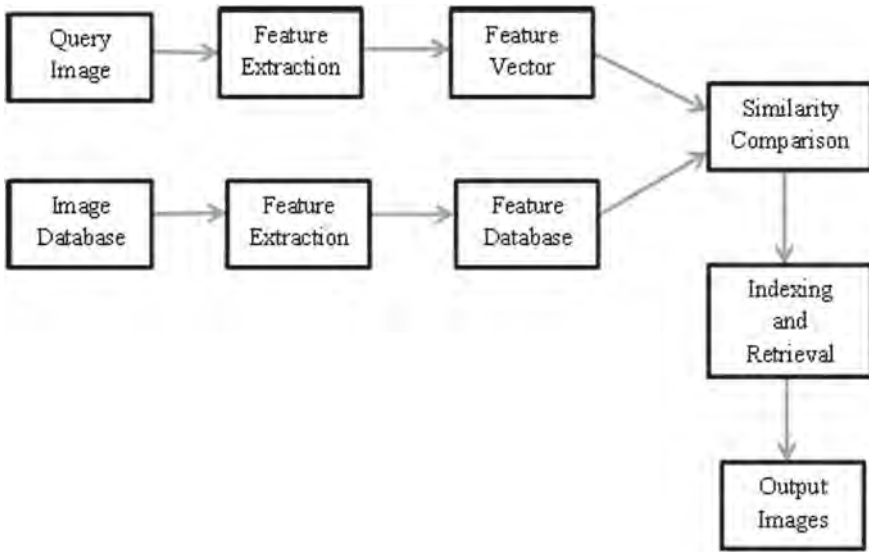 Query
Image
Feature
Extraction
Feature
Vector
Similarity
Comparison
Image
Database
Feature
Extraction
Feature
Database
Indexing
and
Retrieval
Output
Images